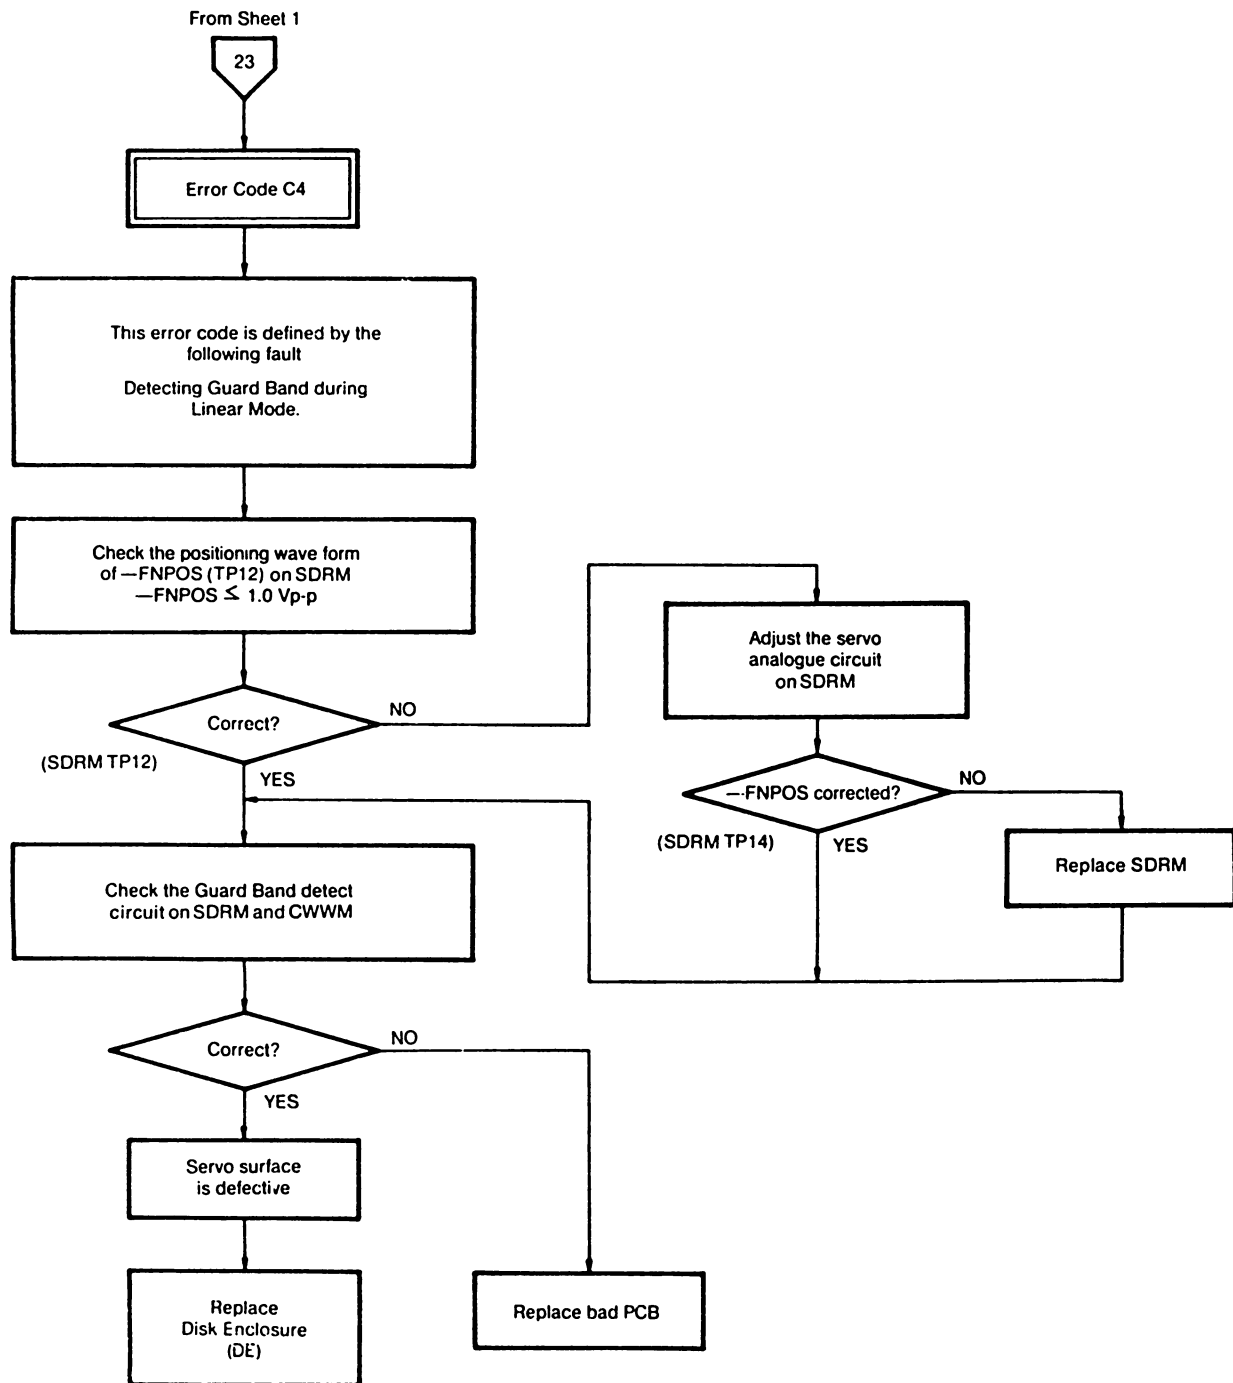 From Sheet 1
23
Error Code C4
This error code is defined by the
following fault
Detecting Guard Band during
Linear Mode.
Check the positioning wave form
of —FNPOS (TP12) on SDRM
—FNPOS ≤ 1.0 Vp-p
Correct?
NO
(SDRM TP12)
YES
Adjust the servo
analogue circuit
on SDRM
—FNPOS corrected?
NO
(SDRM TP14)
YES
Replace SDRM
Check the Guard Band detect
circuit on SDRM and CWWM
Correct?
NO
YES
Servo surface
is defective
Replace
Disk Enclosure
(DE)
Replace bad PCB